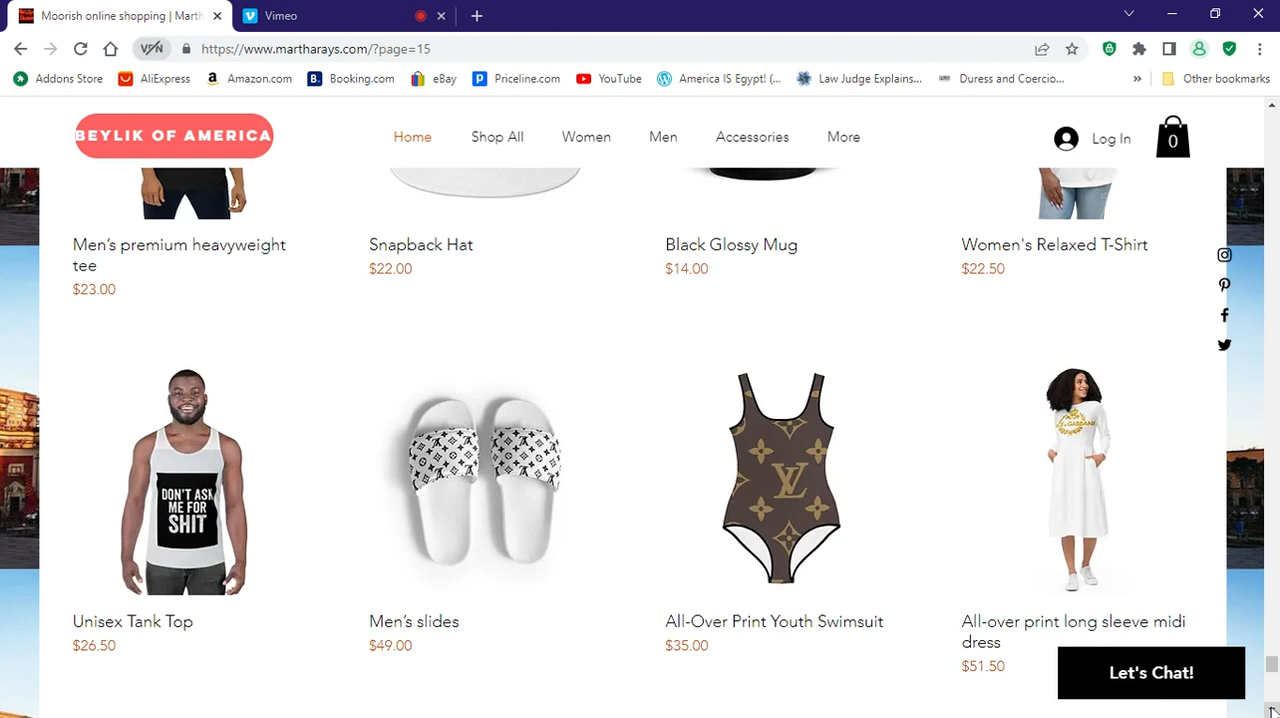 Moorish online shopping | Marth
Vimeo
VPN
https://www.martharays.com/?page=15
Addons Store
AliExpress
Amazon.com
Booking.com
eBay
Priceline.com
YouTube
America IS Egypt! (...
Law Judge Explains...
Duress and Coercio...
Other bookmarks
BEYLIK OF AMERICA
Home
Shop All
Women
Men
Accessories
More
Log In
0
Men's premium heavyweight
tee
$23.00
Snapback Hat
$22.00
Black Glossy Mug
$14.00
Women's Relaxed T-Shirt
$22.50
DON'T ASK
ME FOR
SHIT
LV
Unisex Tank Top
$26.50
Men's slides
$49.00
All-Over Print Youth Swimsuit
$35.00
All-over print long sleeve midi
dress
$51.50
Let's Chat!